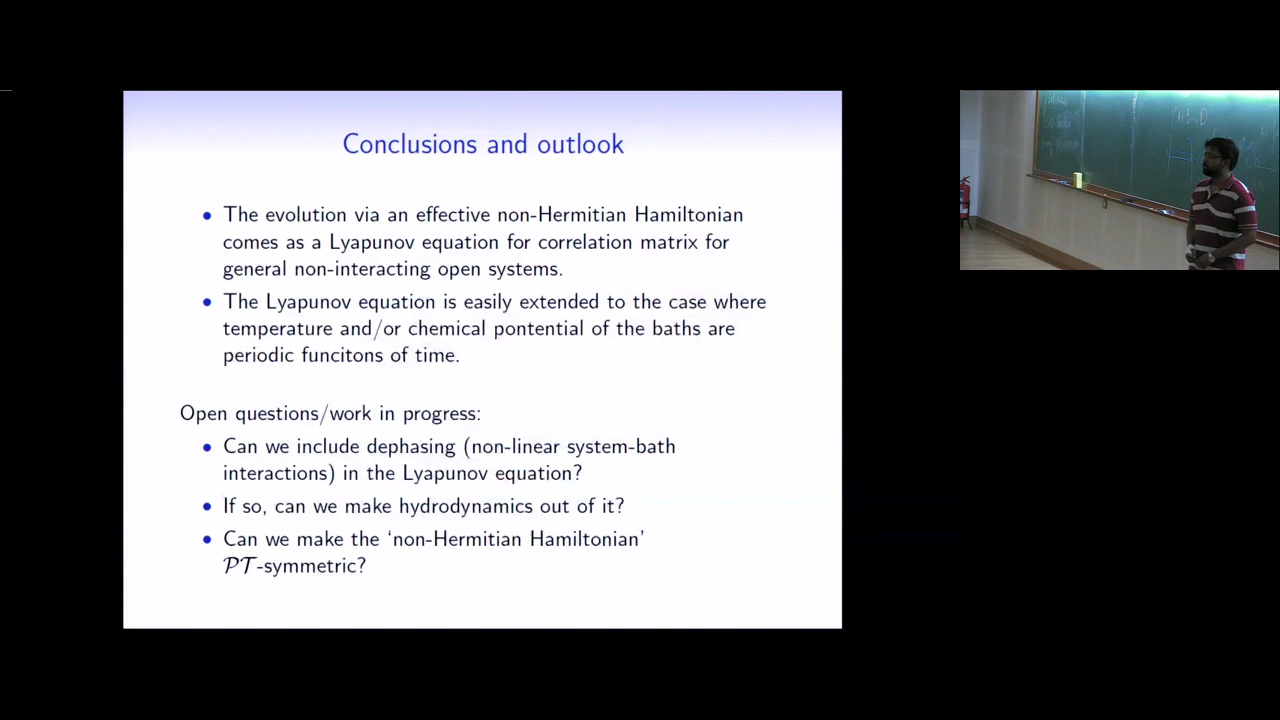 Conclusions and outlook
• The evolution via an effective non-Hermitian Hamiltonian
comes as a Lyapunov equation for correlation matrix for
general non-interacting open systems.
• The Lyapunov equation is easily extended to the case where
temperature and/or chemical pontential of the baths are
periodic funcitons of time.
Open questions/work in progress:
• Can we include dephasing (non-linear system-bath
interactions) in the Lyapunov equation?
• If so, can we make hydrodynamics out of it?
• Can we make the ‘non-Hermitian Hamiltonian’
𝒫𝒯-symmetric?